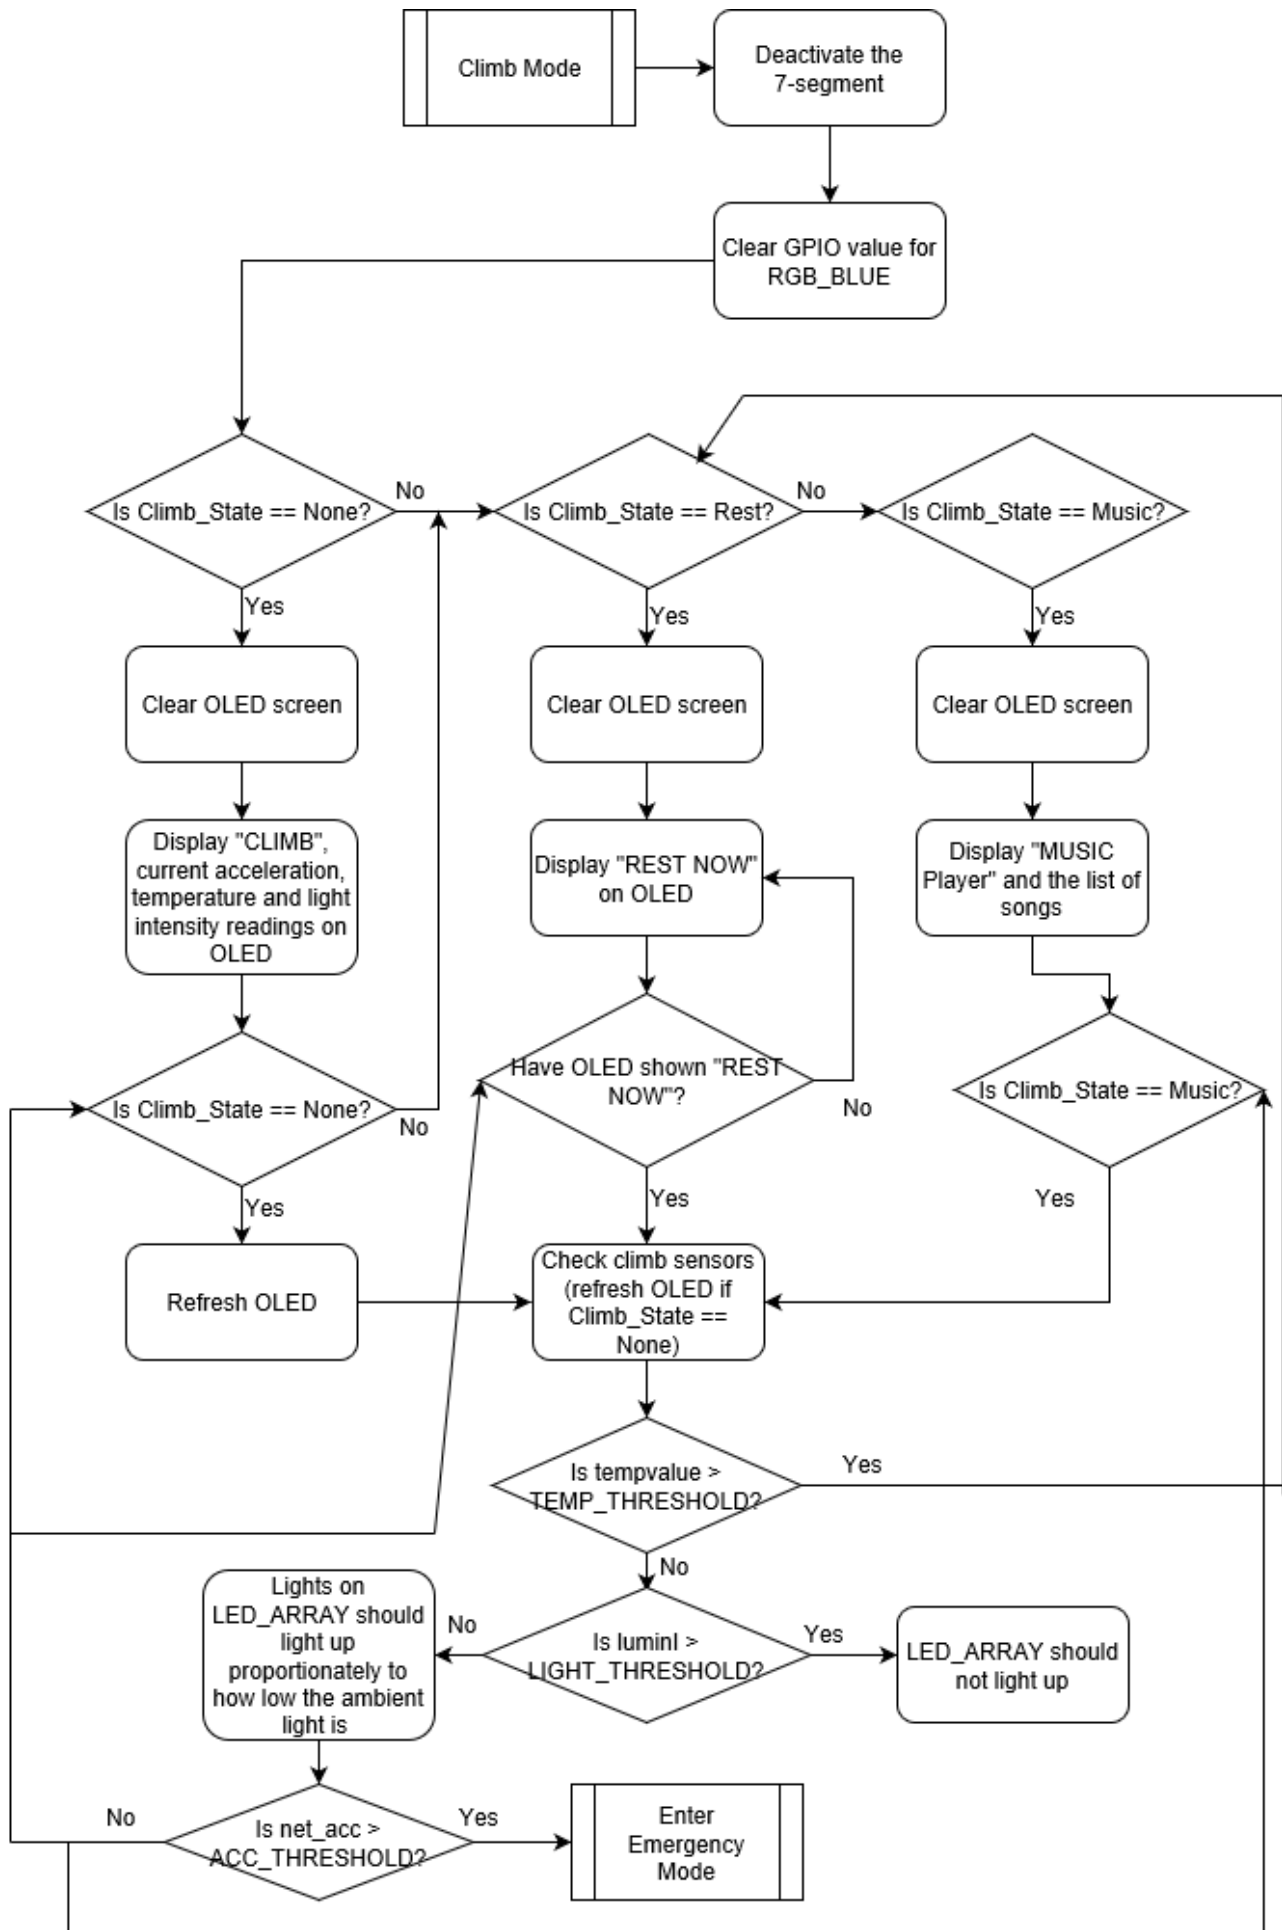 Climb Mode
Deactivate the
7-segment
Clear GPIO value for
RGB_BLUE
Is Climb_State == None?
No
Is Climb_State == Rest?
No
Is Climb_State == Music?
Yes
Yes
Yes
Clear OLED screen
Clear OLED screen
Clear OLED screen
Display "CLIMB",
current acceleration,
temperature and light
intensity readings on
OLED
Display "REST NOW"
on OLED
Display "MUSIC
Player" and the list of
songs
Is Climb_State == None?
No
Have OLED shown "REST
NOW"?
No
Is Climb_State == Music?
Yes
Yes
Yes
Refresh OLED
Check climb sensors
(refresh OLED if
Climb_State ==
None)
Is tempvalue >
TEMP_THRESHOLD?
Yes
No
Lights on
LED_ARRAY should
light up
proportionately to
how low the ambient
light is
No
Is luminI >
LIGHT_THRESHOLD?
Yes
LED_ARRAY should
not light up
No
Is net_acc >
ACC_THRESHOLD?
Yes
Enter
Emergency
Mode